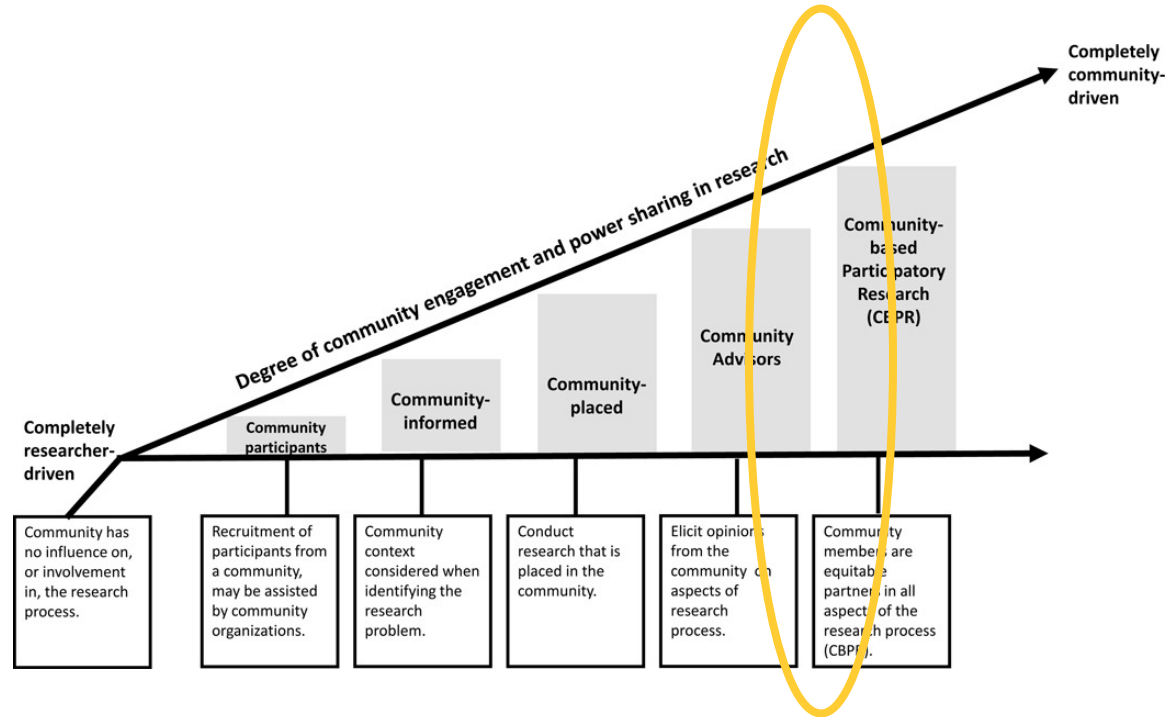 Completely
community-
driven
Degree of community engagement and power sharing in research
Community-
based
Participatory
Research
(CBPR)
Community
Advisors
Community-
placed
Community-
informed
Community
participants
Completely
researcher-
driven
Community has
no influence on,
or involvement
in, the research
process.
Recruitment of
participants from
a community,
may be assisted
by community
organizations.
Community
context
considered when
identifying the
research
problem.
Conduct
research that is
placed in the
community.
Elicit opinions
from the
community on
aspects of
research
process.
Community
members are
equitable
partners in all
aspects of the
research process
(CBPR).